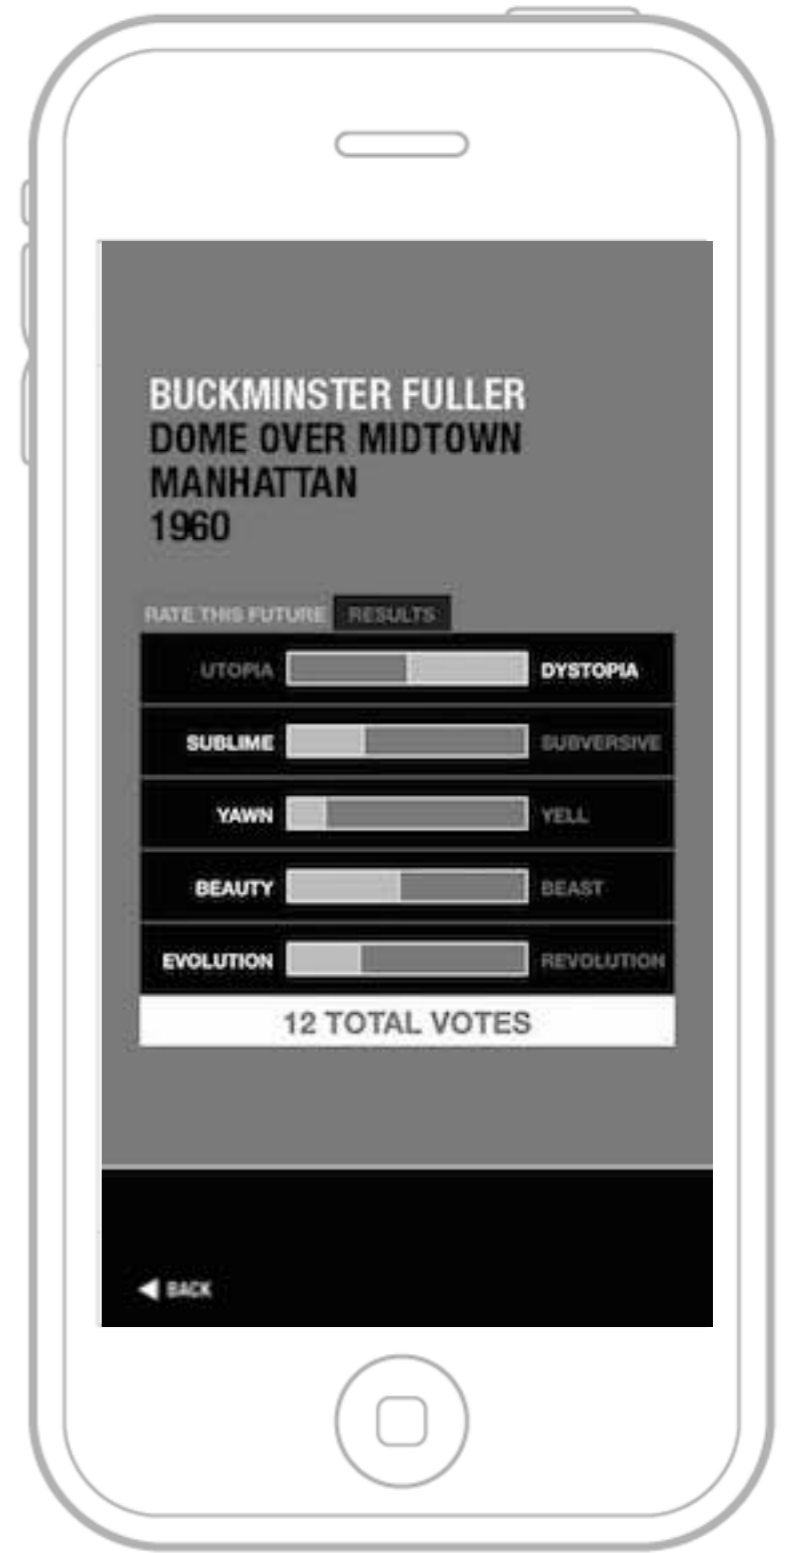 BUCKMINSTER FULLER
DOME OVER MIDTOWN
MANHATTAN
1960
RATE THIS FUTURE RESULTS
UTOPIA DYSTOPIA
SUBLIME SUBVERSIVE
YAWN YELL
BEAUTY BEAST
EVOLUTION REVOLUTION
12 TOTAL VOTES
BACK